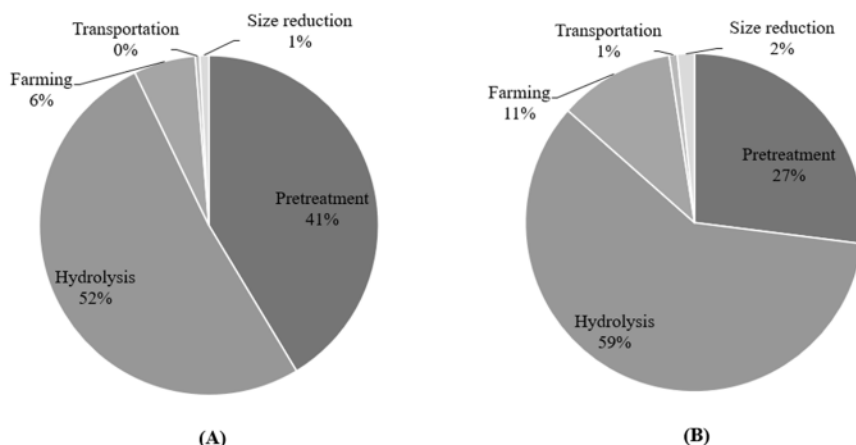 Transportation
0%
Size reduction
1%
Farming
6%
Pretreatment
41%
Hydrolysis
52%
(A)
Transportation
1%
Size reduction
2%
Farming
11%
Pretreatment
27%
Hydrolysis
59%
(B)